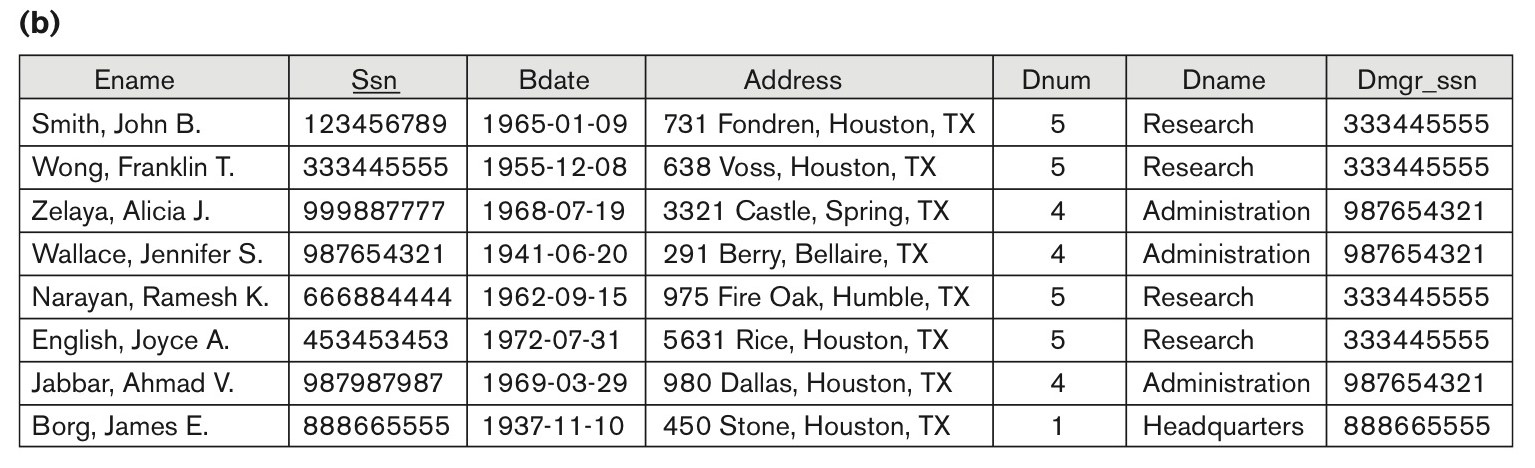 (b)
Ename Ssn Bdate Address Dnum Dname Dmgr_ssn
Smith, John B. 123456789 1965-01-09 731 Fondren, Houston, TX 5 Research 333445555
Wong, Franklin T. 333445555 1955-12-08 638 Voss, Houston, TX 5 Research 333445555
Zelaya, Alicia J. 999887777 1968-07-19 3321 Castle, Spring, TX 4 Administration 987654321
Wallace, Jennifer S. 987654321 1941-06-20 291 Berry, Bellaire, TX 4 Administration 987654321
Narayan, Ramesh K. 666884444 1962-09-15 975 Fire Oak, Humble, TX 5 Research 333445555
English, Joyce A. 453453453 1972-07-31 5631 Rice, Houston, TX 5 Research 333445555
Jabbar, Ahmad V. 987987987 1969-03-29 980 Dallas, Houston, TX 4 Administration 987654321
Borg, James E. 888665555 1937-11-10 450 Stone, Houston, TX 1 Headquarters 888665555